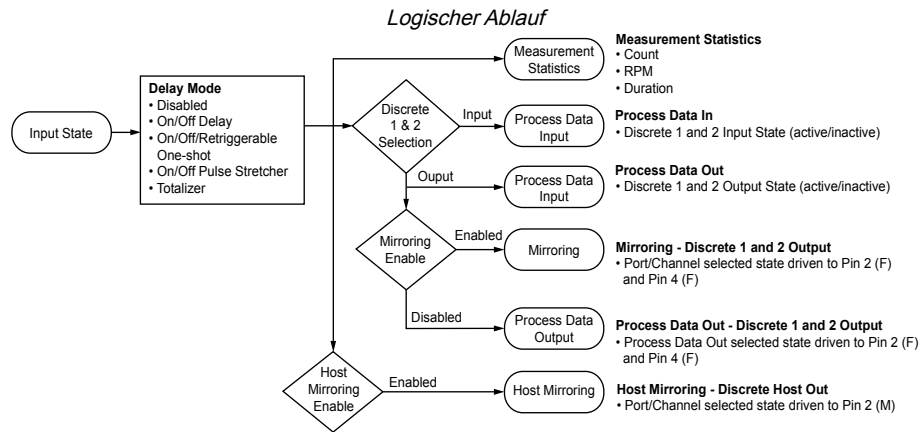 Logischer Ablauf
Input State
Delay Mode
• Disabled
• On/Off Delay
• On/Off/Retriggerable
One-shot
• On/Off Pulse Stretcher
• Totalizer
Discrete
1 & 2
Selection
Input
Ouput
Measurement
Statistics
Measurement Statistics
• Count
• RPM
• Duration
Process Data
Input
Process Data In
• Discrete 1 and 2 Input State (active/inactive)
Process Data
Input
Process Data Out
• Discrete 1 and 2 Output State (active/inactive)
Mirroring
Enable
Enabled
Mirroring
Mirroring - Discrete 1 and 2 Output
• Port/Channel selected state driven to Pin 2 (F)
and Pin 4 (F)
Disabled
Process Data
Output
Process Data Out - Discrete 1 and 2 Output
• Process Data Out selected state driven to Pin 2 (F)
and Pin 4 (F)
Host
Mirroring
Enable
Enabled
Host Mirroring
Host Mirroring - Discrete Host Out
• Port/Channel selected state driven to Pin 2 (M)